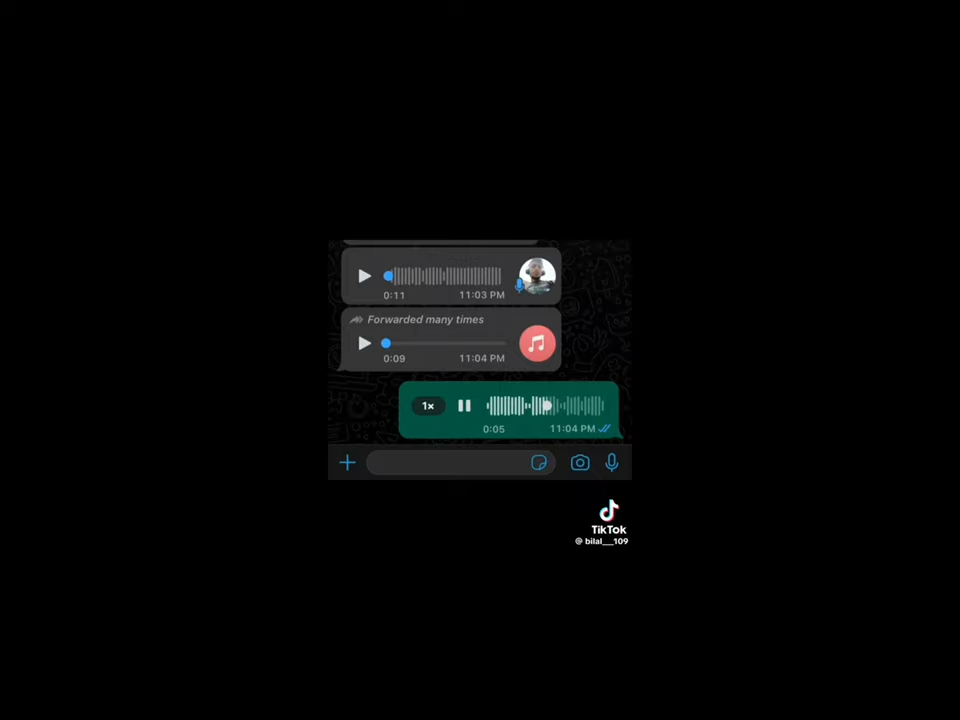 0:11 11:03 PM
Forwarded many times
0:09 11:04 PM
1×
0:05 11:04 PM
TikTok
@ bilal___109